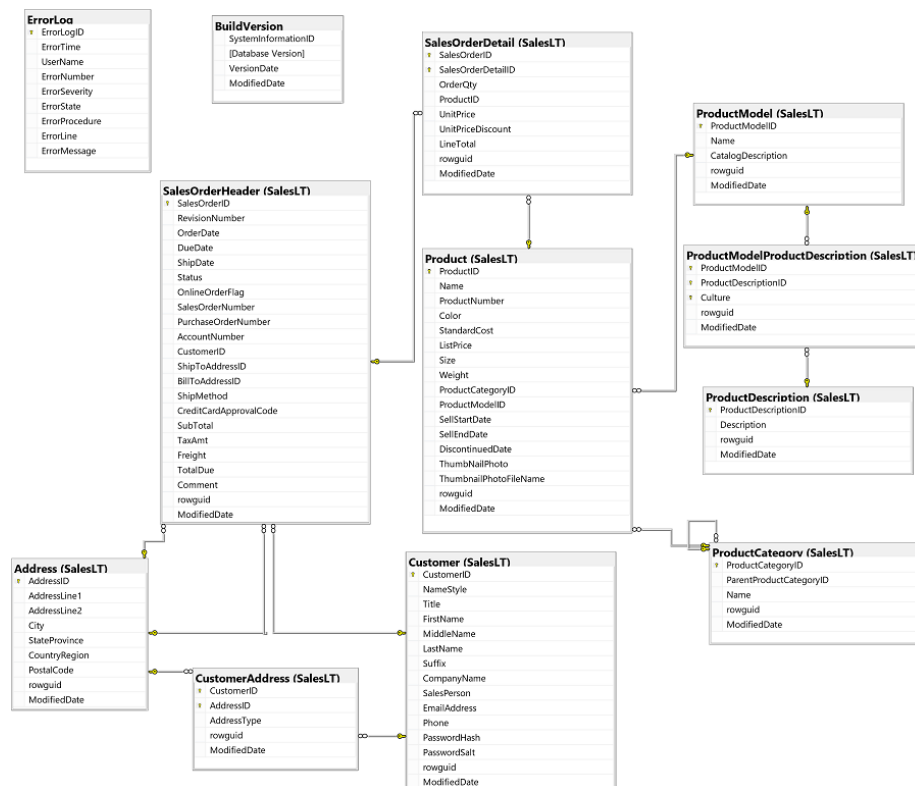 ErrorLog
ErrorLogID
ErrorTime
UserName
ErrorNumber
ErrorSeverity
ErrorState
ErrorProcedure
ErrorLine
ErrorMessage
BuildVersion
SystemInformationID
[Database Version]
VersionDate
ModifiedDate
SalesOrderDetail (SalesLT)
SalesOrderID
SalesOrderDetailID
OrderQty
ProductID
UnitPrice
UnitPriceDiscount
LineTotal
rowguid
ModifiedDate
ProductModel (SalesLT)
ProductModelID
Name
CatalogDescription
rowguid
ModifiedDate
SalesOrderHeader (SalesLT)
SalesOrderID
RevisionNumber
OrderDate
DueDate
ShipDate
Status
OnlineOrderFlag
SalesOrderNumber
PurchaseOrderNumber
AccountNumber
CustomerID
ShipToAddressID
BillToAddressID
ShipMethod
CreditCardApprovalCode
SubTotal
TaxAmt
Freight
TotalDue
Comment
rowguid
ModifiedDate
Product (SalesLT)
ProductID
Name
ProductNumber
Color
StandardCost
ListPrice
Size
Weight
ProductCategoryID
ProductModelID
SellStartDate
SellEndDate
DiscontinuedDate
ThumbNailPhoto
ThumbnailPhotoFileName
rowguid
ModifiedDate
ProductModelProductDescription (SalesLT)
ProductModelID
ProductDescriptionID
Culture
rowguid
ModifiedDate
ProductDescription (SalesLT)
ProductDescriptionID
Description
rowguid
ModifiedDate
ProductCategory (SalesLT)
ProductCategoryID
ParentProductCategoryID
Name
rowguid
ModifiedDate
Address (SalesLT)
AddressID
AddressLine1
AddressLine2
City
StateProvince
CountryRegion
PostalCode
rowguid
ModifiedDate
CustomerAddress (SalesLT)
CustomerID
AddressID
AddressType
rowguid
ModifiedDate
Customer (SalesLT)
CustomerID
NameStyle
Title
FirstName
MiddleName
LastName
Suffix
CompanyName
SalesPerson
EmailAddress
Phone
PasswordHash
PasswordSalt
rowguid
ModifiedDate